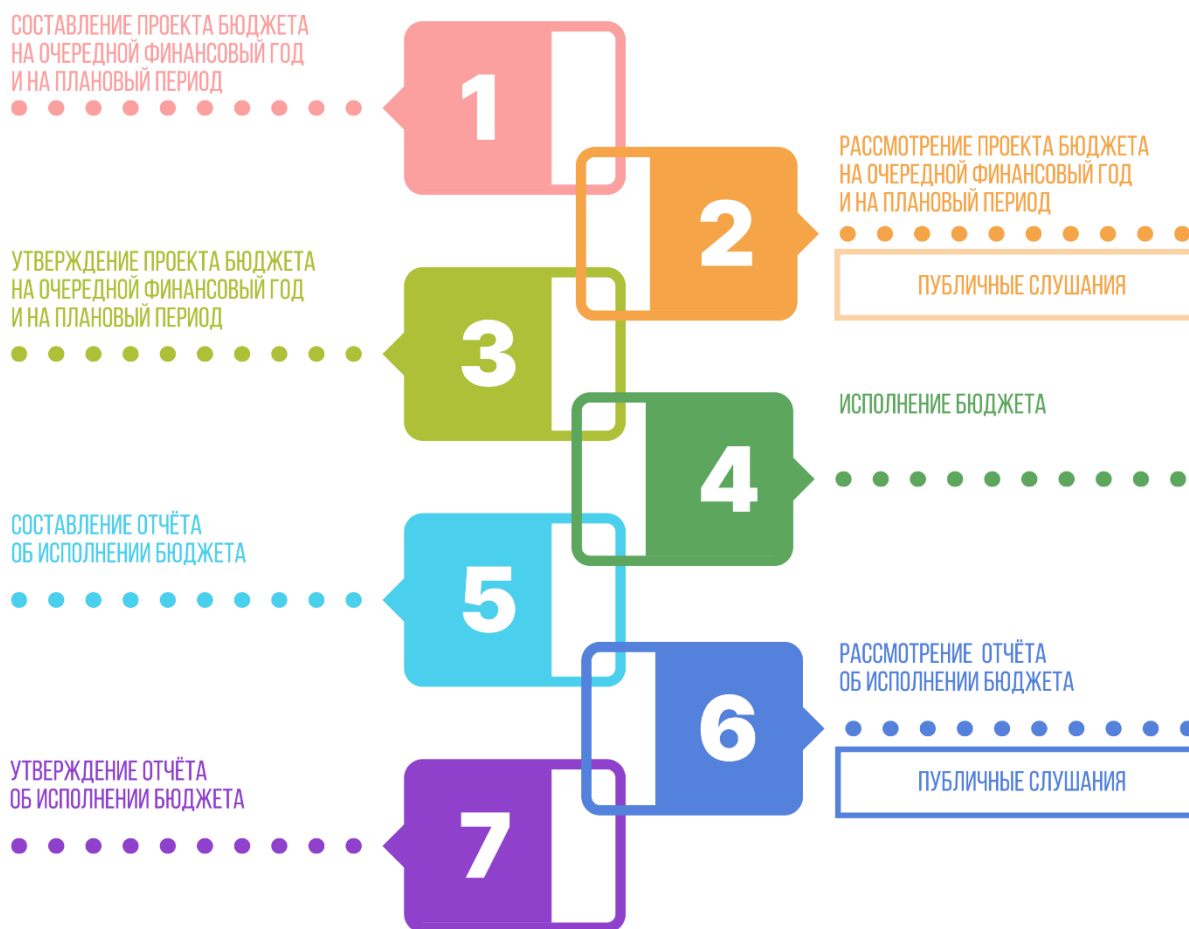 СОСТАВЛЕНИЕ ПРОЕКТА БЮДЖЕТА
НА ОЧЕРЕДНОЙ ФИНАНСОВЫЙ ГОД
И НА ПЛАНОВЫЙ ПЕРИОД
1
РАССМОТРЕНИЕ ПРОЕКТА БЮДЖЕТА
НА ОЧЕРЕДНОЙ ФИНАНСОВЫЙ ГОД
И НА ПЛАНОВЫЙ ПЕРИОД
2
ПУБЛИЧНЫЕ СЛУШАНИЯ
УТВЕРЖДЕНИЕ ПРОЕКТА БЮДЖЕТА
НА ОЧЕРЕДНОЙ ФИНАНСОВЫЙ ГОД
И НА ПЛАНОВЫЙ ПЕРИОД
3
ИСПОЛНЕНИЕ БЮДЖЕТА
4
СОСТАВЛЕНИЕ ОТЧЁТА
ОБ ИСПОЛНЕНИИ БЮДЖЕТА
5
РАССМОТРЕНИЕ ОТЧЁТА
ОБ ИСПОЛНЕНИИ БЮДЖЕТА
6
ПУБЛИЧНЫЕ СЛУШАНИЯ
УТВЕРЖДЕНИЕ ОТЧЁТА
ОБ ИСПОЛНЕНИИ БЮДЖЕТА
7